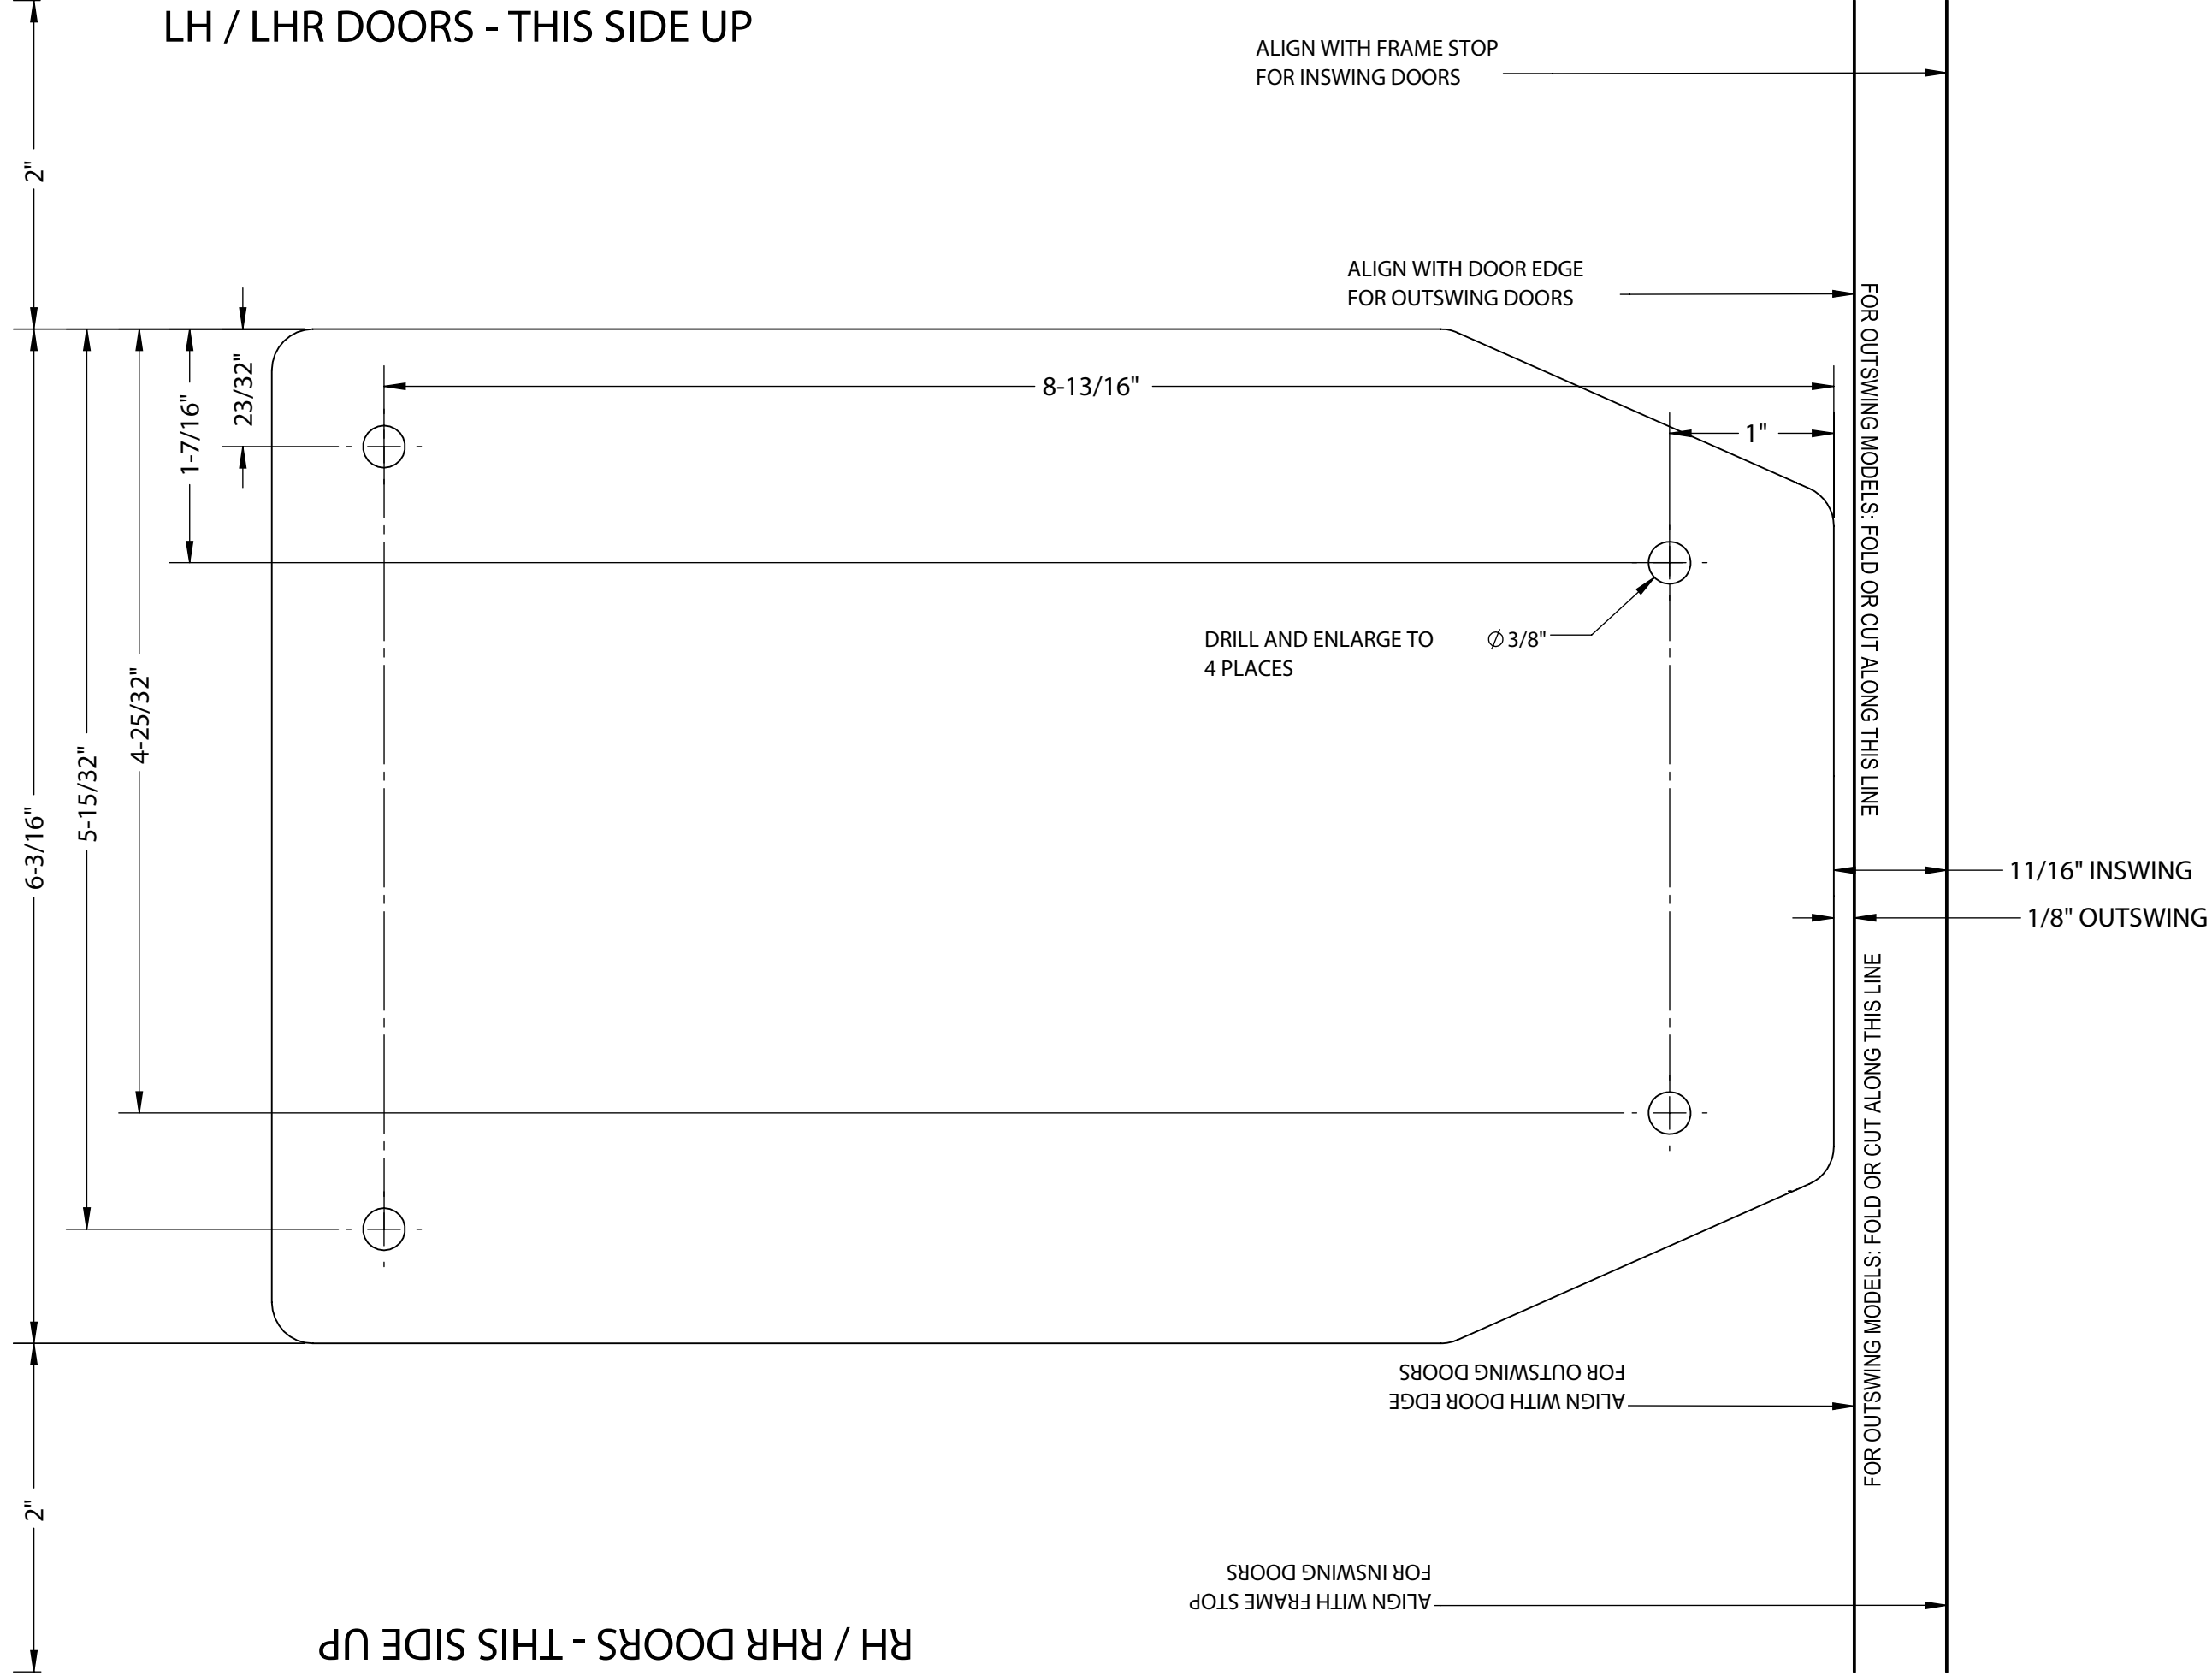 LH / LHR DOORS - THIS SIDE UP
ALIGN WITH FRAME STOP
FOR INSWING DOORS
2"
ALIGN WITH DOOR EDGE
FOR OUTSWING DOORS
FOR OUTSWING MODELS: FOLD OR CUT ALONG THIS LINE
23/32"
8-13/16"
1-7/16"
1"
DRILL AND ENLARGE TO Ø 3/8"
4 PLACES
4-25/32"
5-15/32"
6-3/16"
11/16" INSWING
1/8" OUTSWING
FOR OUTSWING MODELS: FOLD OR CUT ALONG THIS LINE
ALIGN WITH DOOR EDGE
FOR OUTSWING DOORS
2"
ALIGN WITH FRAME STOP
FOR INSWING DOORS
RH / RHR DOORS - THIS SIDE UP